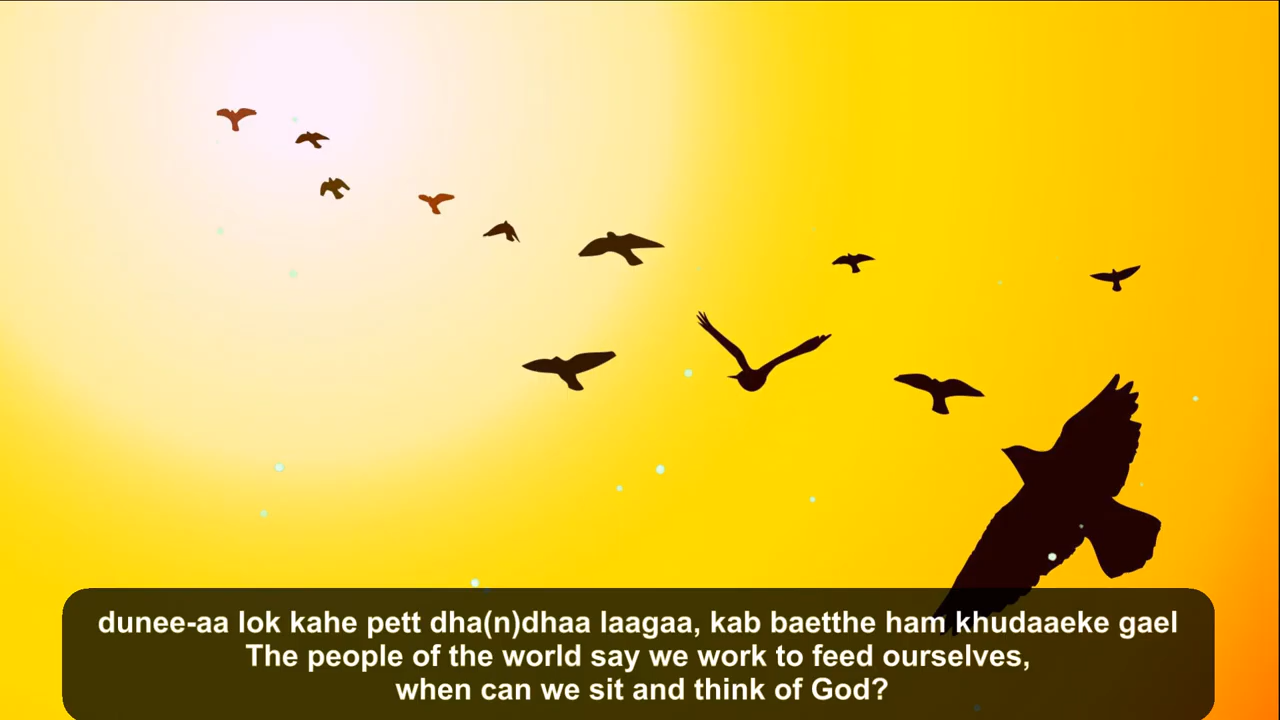 dunee-aa lok kahe pett dha(n)dhaa laagaa, kab baetthe ham khudaaeke gael
The people of the world say we work to feed ourselves,
when can we sit and think of God?